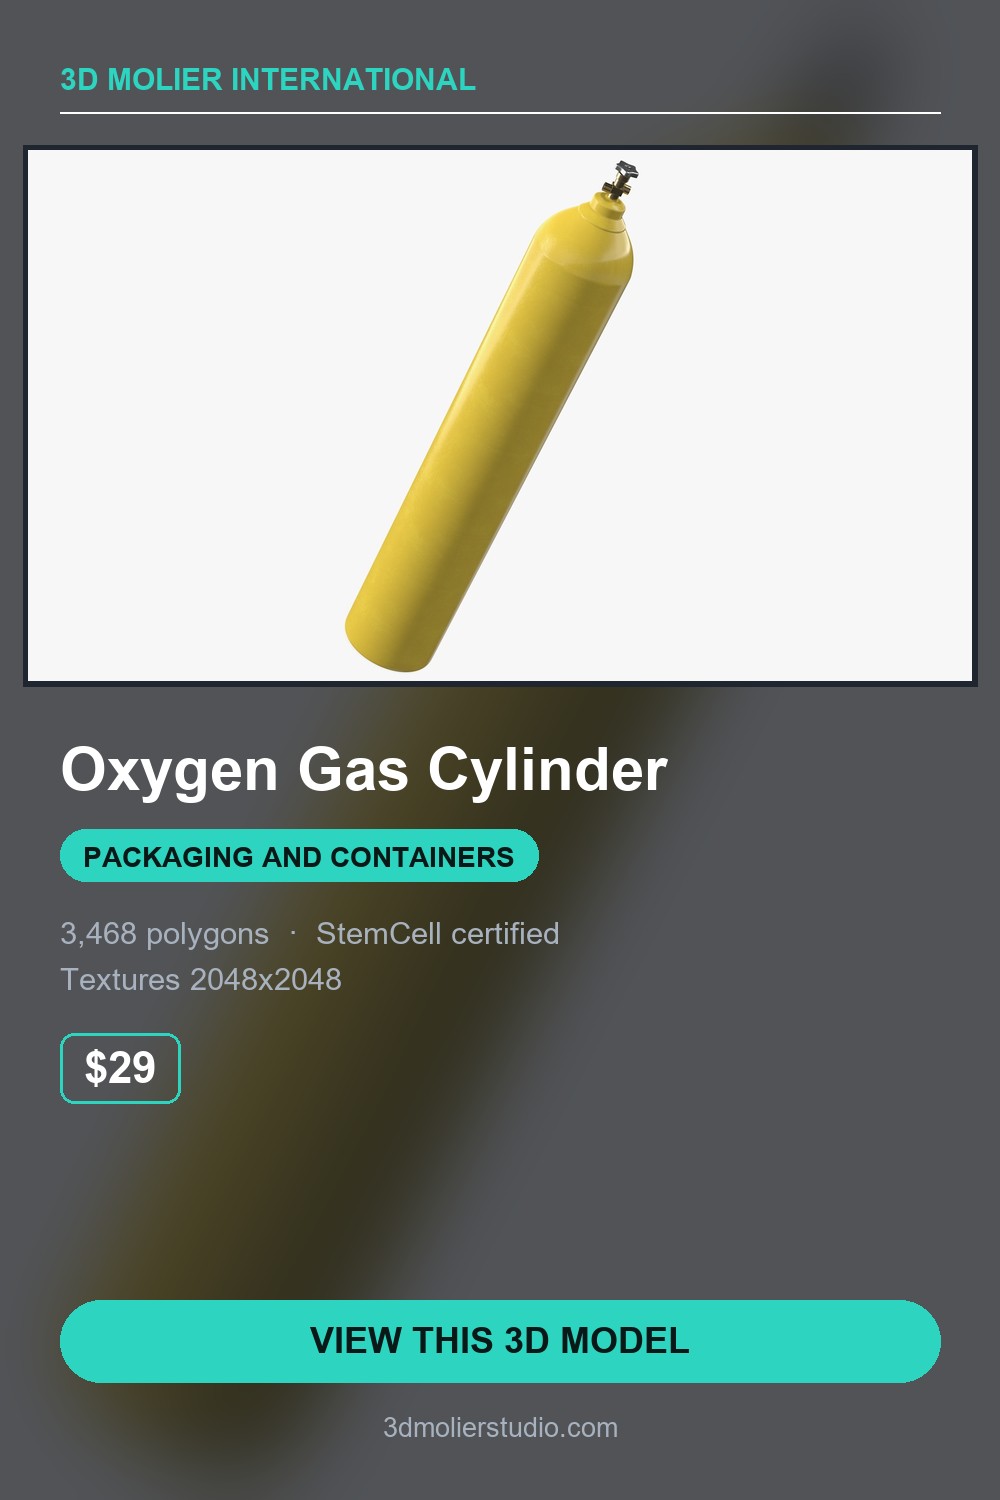 3D MOLIER INTERNATIONAL
Oxygen Gas Cylinder
PACKAGING AND CONTAINERS
3,468 polygons · StemCell certified
Textures 2048x2048
$29
VIEW THIS 3D MODEL
3dmolierstudio.com